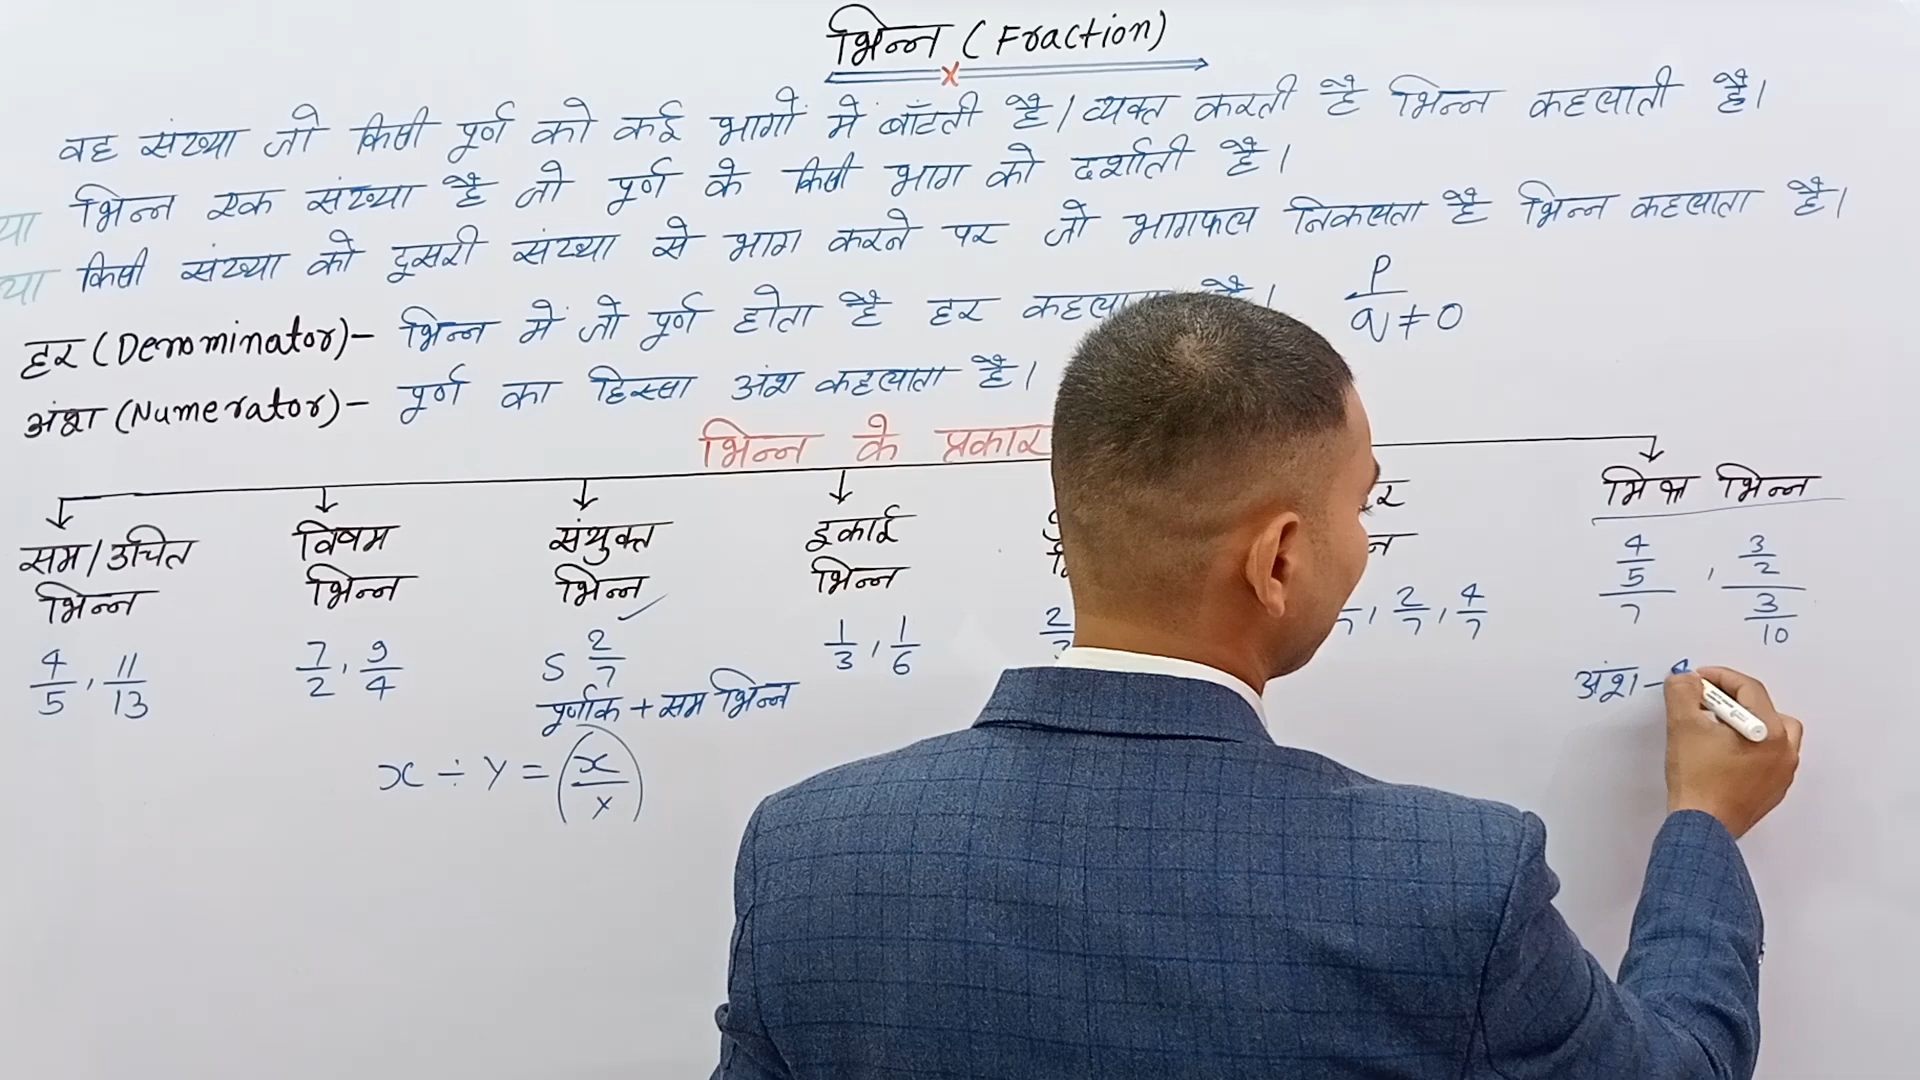 भिन्न (Fraction)
x
वह संख्या जो किसी पूर्ण को कई भागों में बाँटती है। व्यक्त करती है भिन्न कहलाती है।
या भिन्न एक संख्या है जो पूर्ण के किसी भाग को दर्शाती है।
या किसी संख्या को दूसरी संख्या से भाग करने पर जो भागफल निकलता है भिन्न कहलाता है।
P/q ≠ 0
हर (Denominator)- भिन्न में जो पूर्ण होता है हर
अंश (Numerator)- पूर्ण का हिस्सा अंश कहलाता है।
भिन्न के प्रकार
सम/उचित भिन्न
4/5, 11/13
विषम भिन्न
7/2, 9/4
संयुक्त भिन्न
5 2/7
पूर्णांक + सम भिन्न
इकाई भिन्न
1/3, 1/6
2/7, 4/7
मिश्र भिन्न
4/5/7, 3/2/3/10
अंश -
x ÷ y = (x/y)